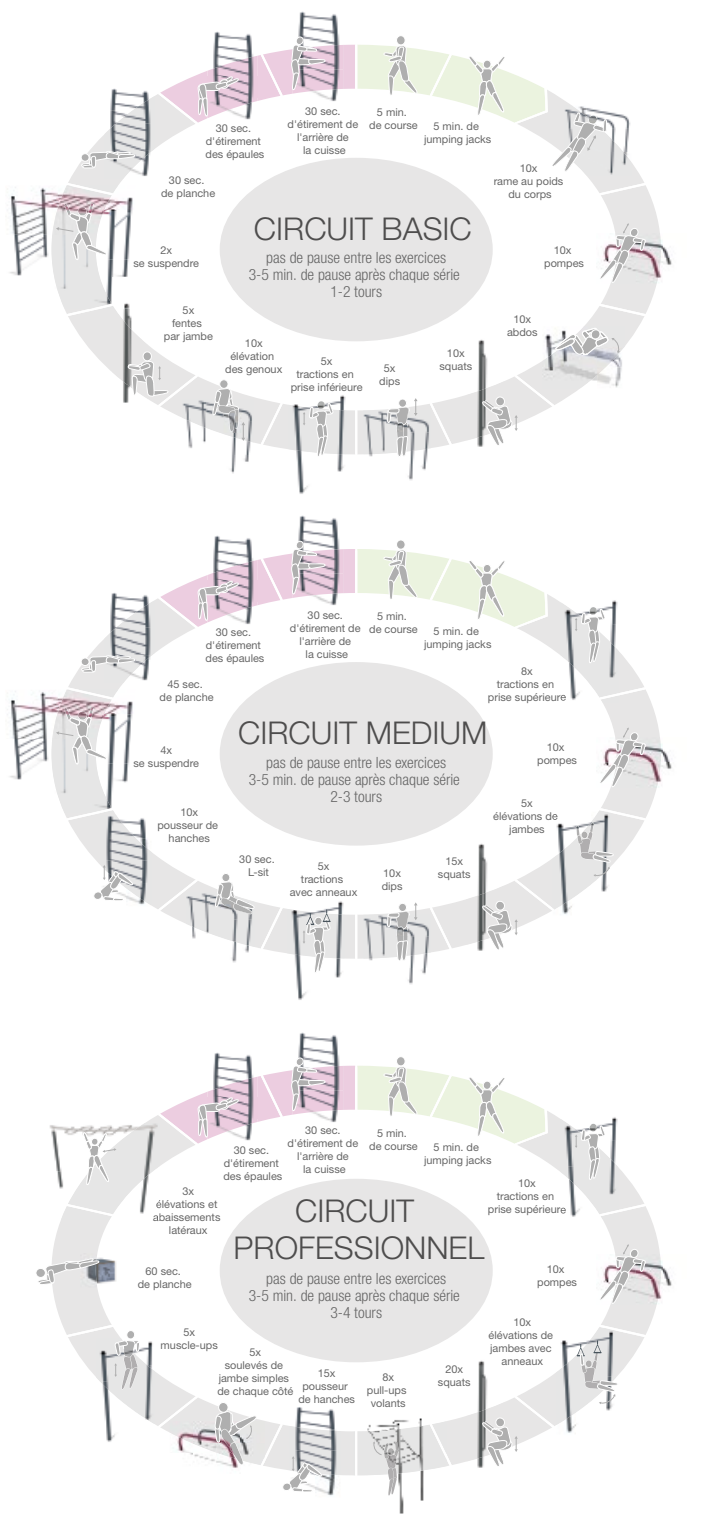 30 sec.
d'étirement
des épaules
30 sec.
d'étirement de
l'arrière de
la cuisse
5 min.
de course
5 min. de
jumping jacks
10x
rame au poids
du corps
10x
pompes
10x
abdos
10x
squats
5x
dips
5x
tractions en
prise inférieure
10x
élévation
des genoux
5x
fentes
par jambe
2x
se suspendre
30 sec.
de planche
CIRCUIT BASIC
pas de pause entre les exercices
3-5 min. de pause après chaque série
1-2 tours
30 sec.
d'étirement
des épaules
30 sec.
d'étirement de
l'arrière de
la cuisse
5 min.
de course
5 min. de
jumping jacks
8x
tractions en
prise supérieure
10x
pompes
5x
élévations de
jambes
15x
squats
10x
dips
5x
tractions
avec anneaux
30 sec.
L-sit
10x
pousseur de
hanches
4x
se suspendre
45 sec.
de planche
CIRCUIT MEDIUM
pas de pause entre les exercices
3-5 min. de pause après chaque série
2-3 tours
30 sec.
d'étirement
des épaules
30 sec.
d'étirement de
l'arrière de
la cuisse
5 min.
de course
5 min. de
jumping jacks
10x
tractions en
prise supérieure
10x
pompes
10x
élévations de
jambes avec
anneaux
20x
squats
8x
pull-ups
volants
15x
pousseur
de hanches
5x
soulevés de
jambe simples
de chaque côté
5x
muscle-ups
60 sec.
de planche
3x
élévations et
abaissements
latéraux
CIRCUIT
PROFESSIONNEL
pas de pause entre les exercices
3-5 min. de pause après chaque série
3-4 tours